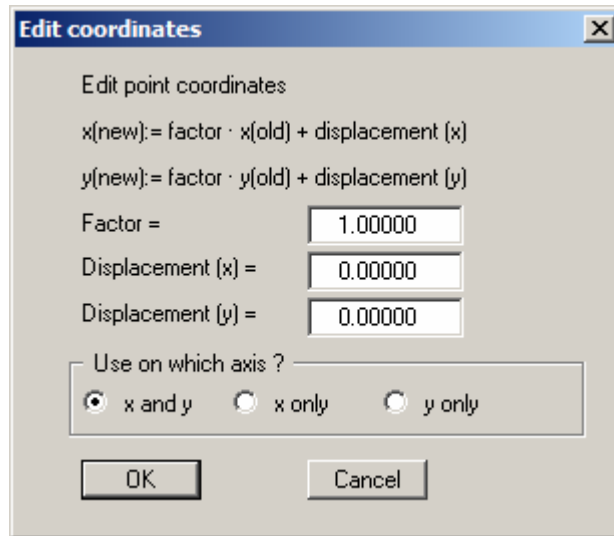 Edit coordinates
Edit point coordinates
x(new):= factor · x(old) + displacement (x)
y(new):= factor · y(old) + displacement (y)
Factor = 1.00000
Displacement (x) = 0.00000
Displacement (y) = 0.00000
Use on which axis ?
x and y x only y only
OK Cancel